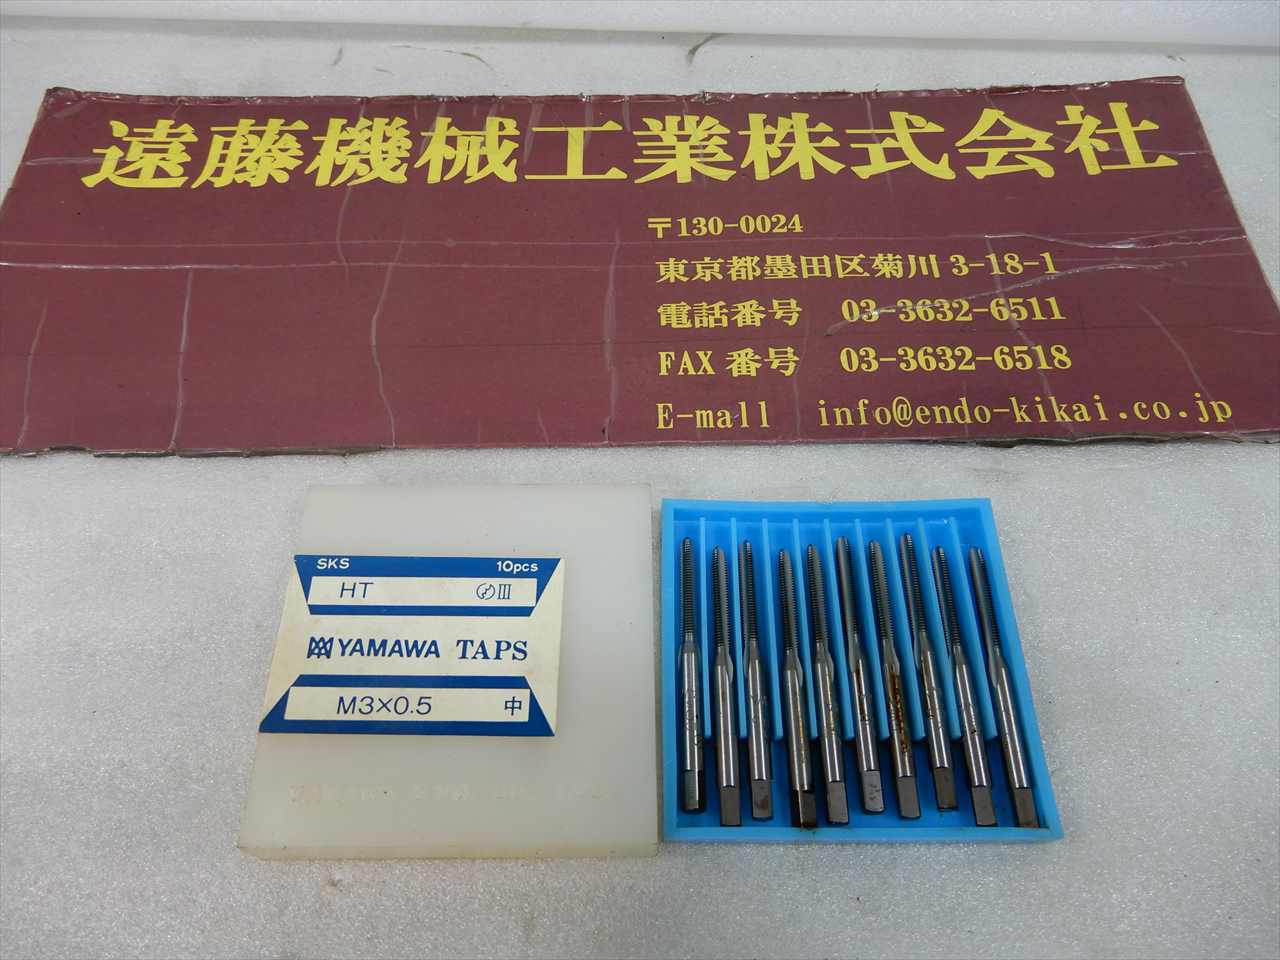 遠藤機械工業株式会社
〒130-0024
東京都墨田区菊川 3-18-1
電話番号 03-3632-6511
FAX 番号 03-3632-6518
E-mall info@endo-kikai.co.jp
SKS 10pcs
HT III
YAMAWA TAPS
M3×0.5 中